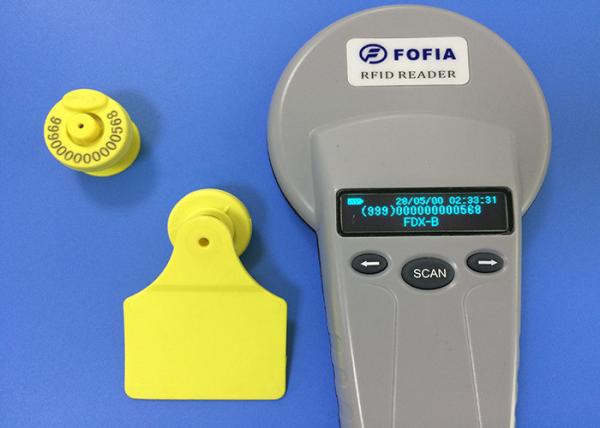 FOFIA
RFID READER
999000000000568
28/05/00 02:33:31
(999)000000000568
FDX-B
SCAN